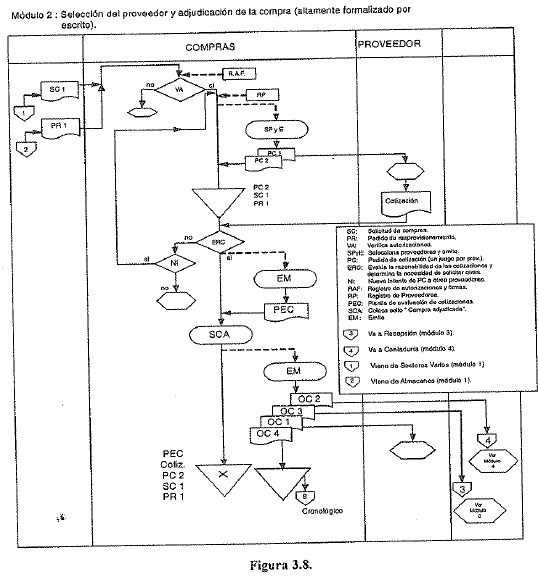 Módulo 2 : Selección del proveedor y adjudicación de la compra (altamente formalizado por
escrito).
COMPRAS
PROVEEDOR
SC 1
1
PR 1
2
R.A.F.
no
VA
si
RP
SP y E
PC 1
PC 2
PC 2
SC 1
PR 1
Cotización
no
ERC
si
si
NI
no
EM
PEC
SCA
EM
OC 2
OC 3
OC 1
OC 4
PEC
Cotiz.
PC 2
SC 1
PR 1
X
8
Cronológico
4
Ver
Módulo
4
3
Ver
Módulo
3
SC: Solicitud de compras.
PR: Pedido de reaprovisionamiento.
VA: Verifica autorizaciones.
SPyE: Selecciona proveedores y emite.
PC: Pedido de cotización (un juego por prov.).
ERC: Evalúa la razonabilidad de las cotizaciones y
determina la necesidad de solicitar otras.
NI: Nuevo intento de PC a otros proveedores.
RAF: Registro de autorizaciones y firmas.
RP: Registro de Proveedores.
PEC: Planilla de evaluación de cotizaciones.
SCA: Coloca sello "Compra adjudicada".
EM: Emite
3 Va a Recepción (módulo 3).
4 Va a Contaduría (módulo 4).
1 Viene de Sectores Varios (módulo 1)
2 Viene de Almacenes (módulo 1).
Figura 3.8.